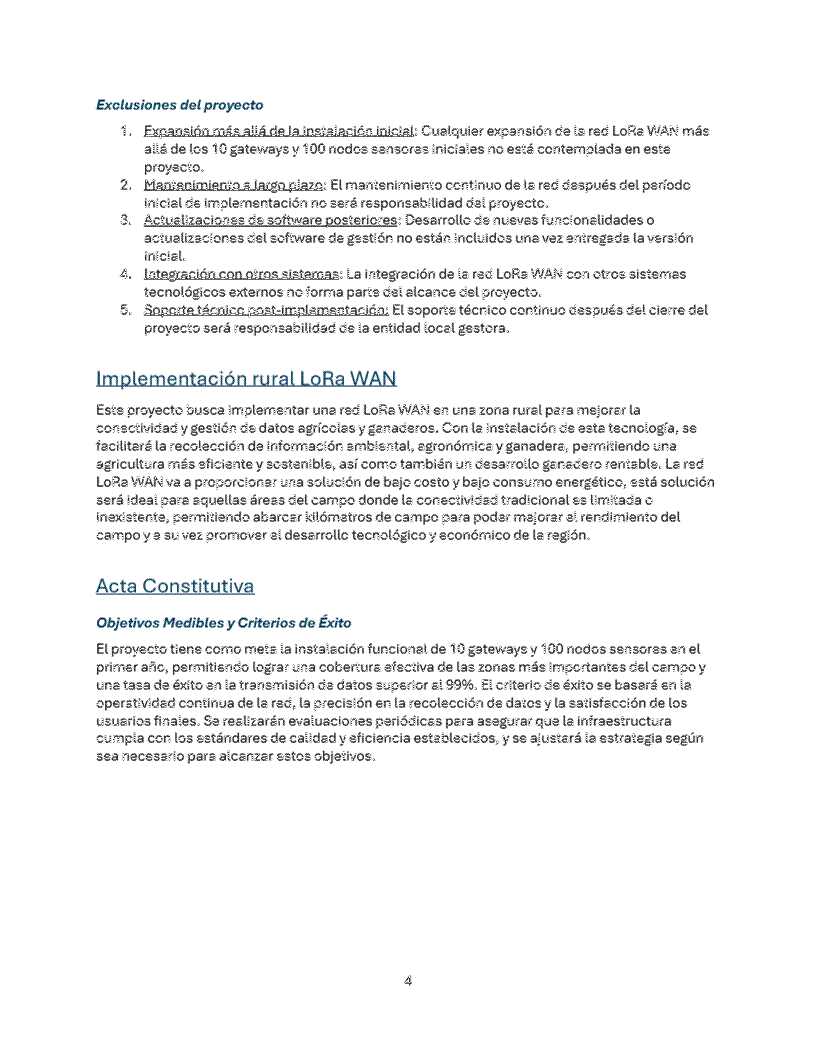 Exclusiones del proyecto
1. Expansión más allá de la instalación inicial: Cualquier expansión de la red LoRa WAN más
allá de los 10 gateways y 100 nodos sensores iniciales no está contemplada en este
proyecto.
2. Mantenimiento a largo plazo: El mantenimiento continuo de la red después del período
inicial de implementación no será responsabilidad del proyecto.
3. Actualizaciones de software posteriores: Desarrollo de nuevas funcionalidades o
actualizaciones del software de gestión no están incluidos una vez entregada la versión
inicial.
4. Integración con otros sistemas: La integración de la red LoRa WAN con otros sistemas
tecnológicos externos no forma parte del alcance del proyecto.
5. Soporte técnico post-implementación: El soporte técnico continuo después del cierre del
proyecto será responsabilidad de la entidad local gestora.
Implementación rural LoRa WAN
Este proyecto busca implementar una red LoRa WAN en una zona rural para mejorar la
conectividad y gestión de datos agrícolas y ganaderos. Con la instalación de esta tecnología, se
facilitará la recolección de información ambiental, agronómica y ganadera, permitiendo una
agricultura más eficiente y sostenible, así como también un desarrollo ganadero rentable. La red
LoRa WAN va a proporcionar una solución de bajo costo y bajo consumo energético, está solución
será ideal para aquellas áreas del campo donde la conectividad tradicional es limitada o
inexistente, permitiendo abarcar kilómetros de campo para poder mejorar el rendimiento del
campo y a su vez promover el desarrollo tecnológico y económico de la región.
Acta Constitutiva
Objetivos Medibles y Criterios de Éxito
El proyecto tiene como meta la instalación funcional de 10 gateways y 100 nodos sensores en el
primer año, permitiendo lograr una cobertura efectiva de las zonas más importantes del campo y
una tasa de éxito en la transmisión de datos superior al 99%. El criterio de éxito se basará en la
operatividad continua de la red, la precisión en la recolección de datos y la satisfacción de los
usuarios finales. Se realizarán evaluaciones periódicas para asegurar que la infraestructura
cumpla con los estándares de calidad y eficiencia establecidos, y se ajustará la estrategia según
sea necesario para alcanzar estos objetivos.
4